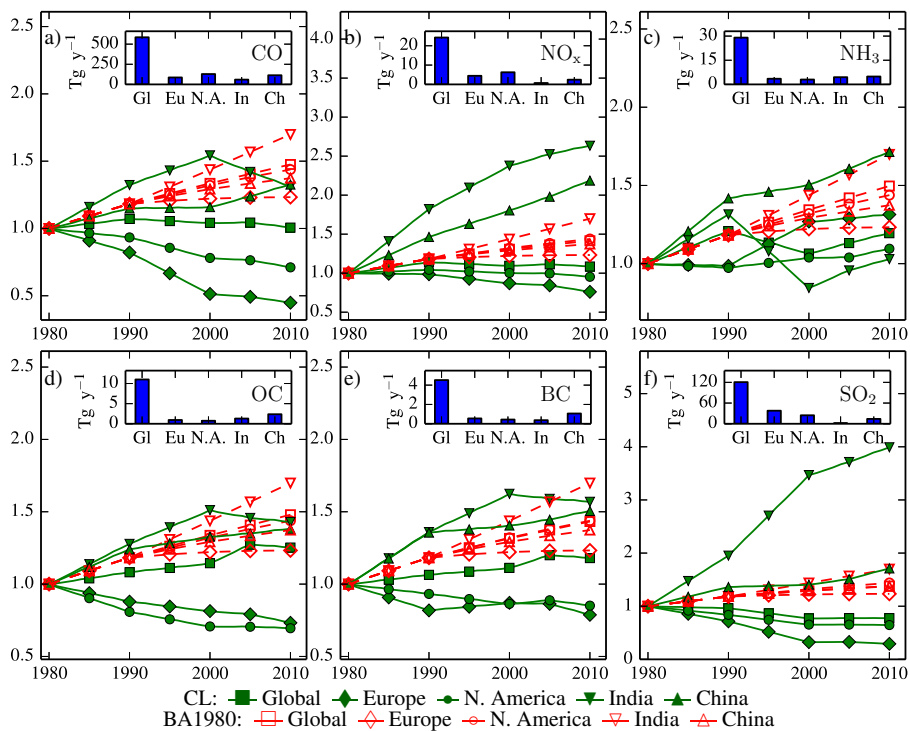 a) b) c)
CO NOx NH3
Tg y⁻¹ Tg y⁻¹ Tg y⁻¹
500 20 30
250 10 15
0 0 0
Gl Eu N.A. In Ch Gl Eu N.A. In Ch Gl Eu N.A. In Ch
2.5 4.0 2.5
2.0 3.5 2.0
1.5 3.0 1.5
1.0 2.5 1.0
0.5 2.0
1.5
1.0
0.5
1980 1990 2000 2010 1980 1990 2000 2010 1980 1990 2000 2010
d) e) f)
OC BC SO2
Tg y⁻¹ Tg y⁻¹ Tg y⁻¹
10 4 120
5 2 60
0 0 0
Gl Eu N.A. In Ch Gl Eu N.A. In Ch Gl Eu N.A. In Ch
2.5 2.5 5
2.0 2.0 4
1.5 1.5 3
1.0 1.0 2
0.5 0.5 1
0
1980 1990 2000 2010 1980 1990 2000 2010 1980 1990 2000 2010
CL: Global Europe N. America India China
BA1980: Global Europe N. America India China